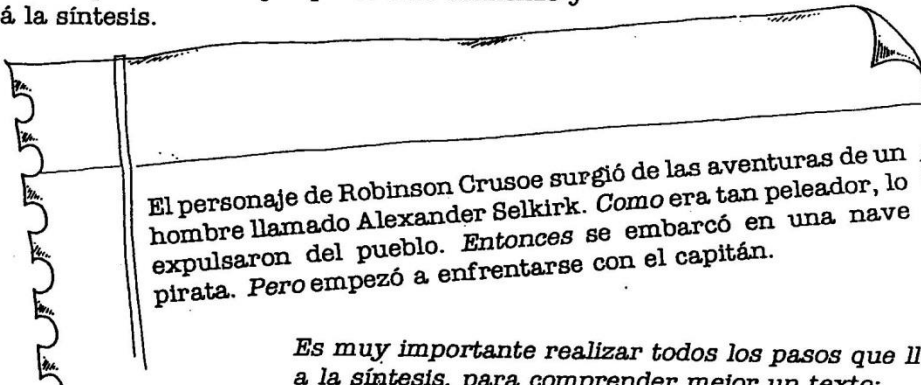 á la síntesis.
El personaje de Robinson Crusoe surgió de las aventuras de un
hombre llamado Alexander Selkirk. Como era tan peleador, lo
expulsaron del pueblo. Entonces se embarcó en una nave
pirata. Pero empezó a enfrentarse con el capitán.
Es muy importante realizar todos los pasos que ll
a la síntesis, para comprender mejor un texto: